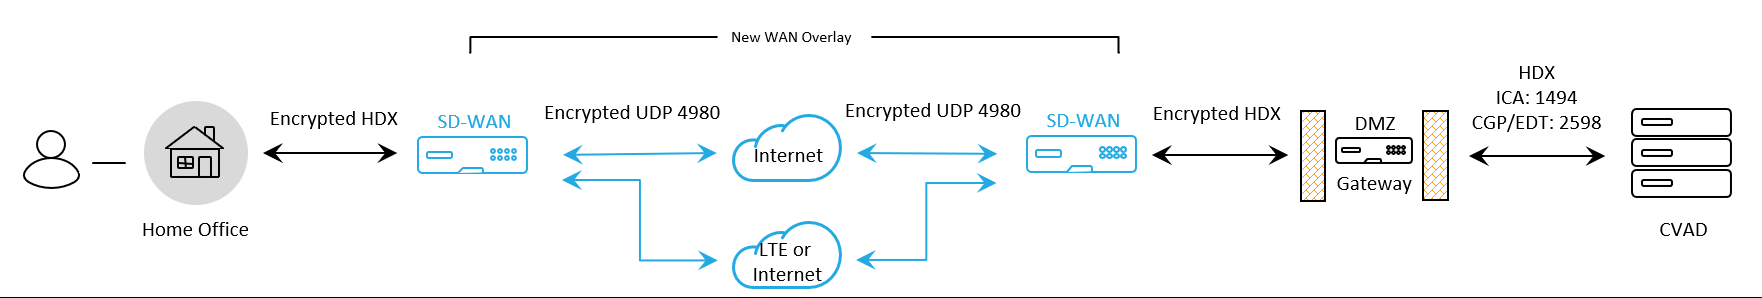 New WAN Overlay
Encrypted HDX
SD-WAN
Encrypted UDP 4980
Internet
Encrypted UDP 4980
SD-WAN
Encrypted HDX
DMZ
Gateway
HDX
ICA: 1494
CGP/EDT: 2598
Home Office
LTE or
Internet
CVAD